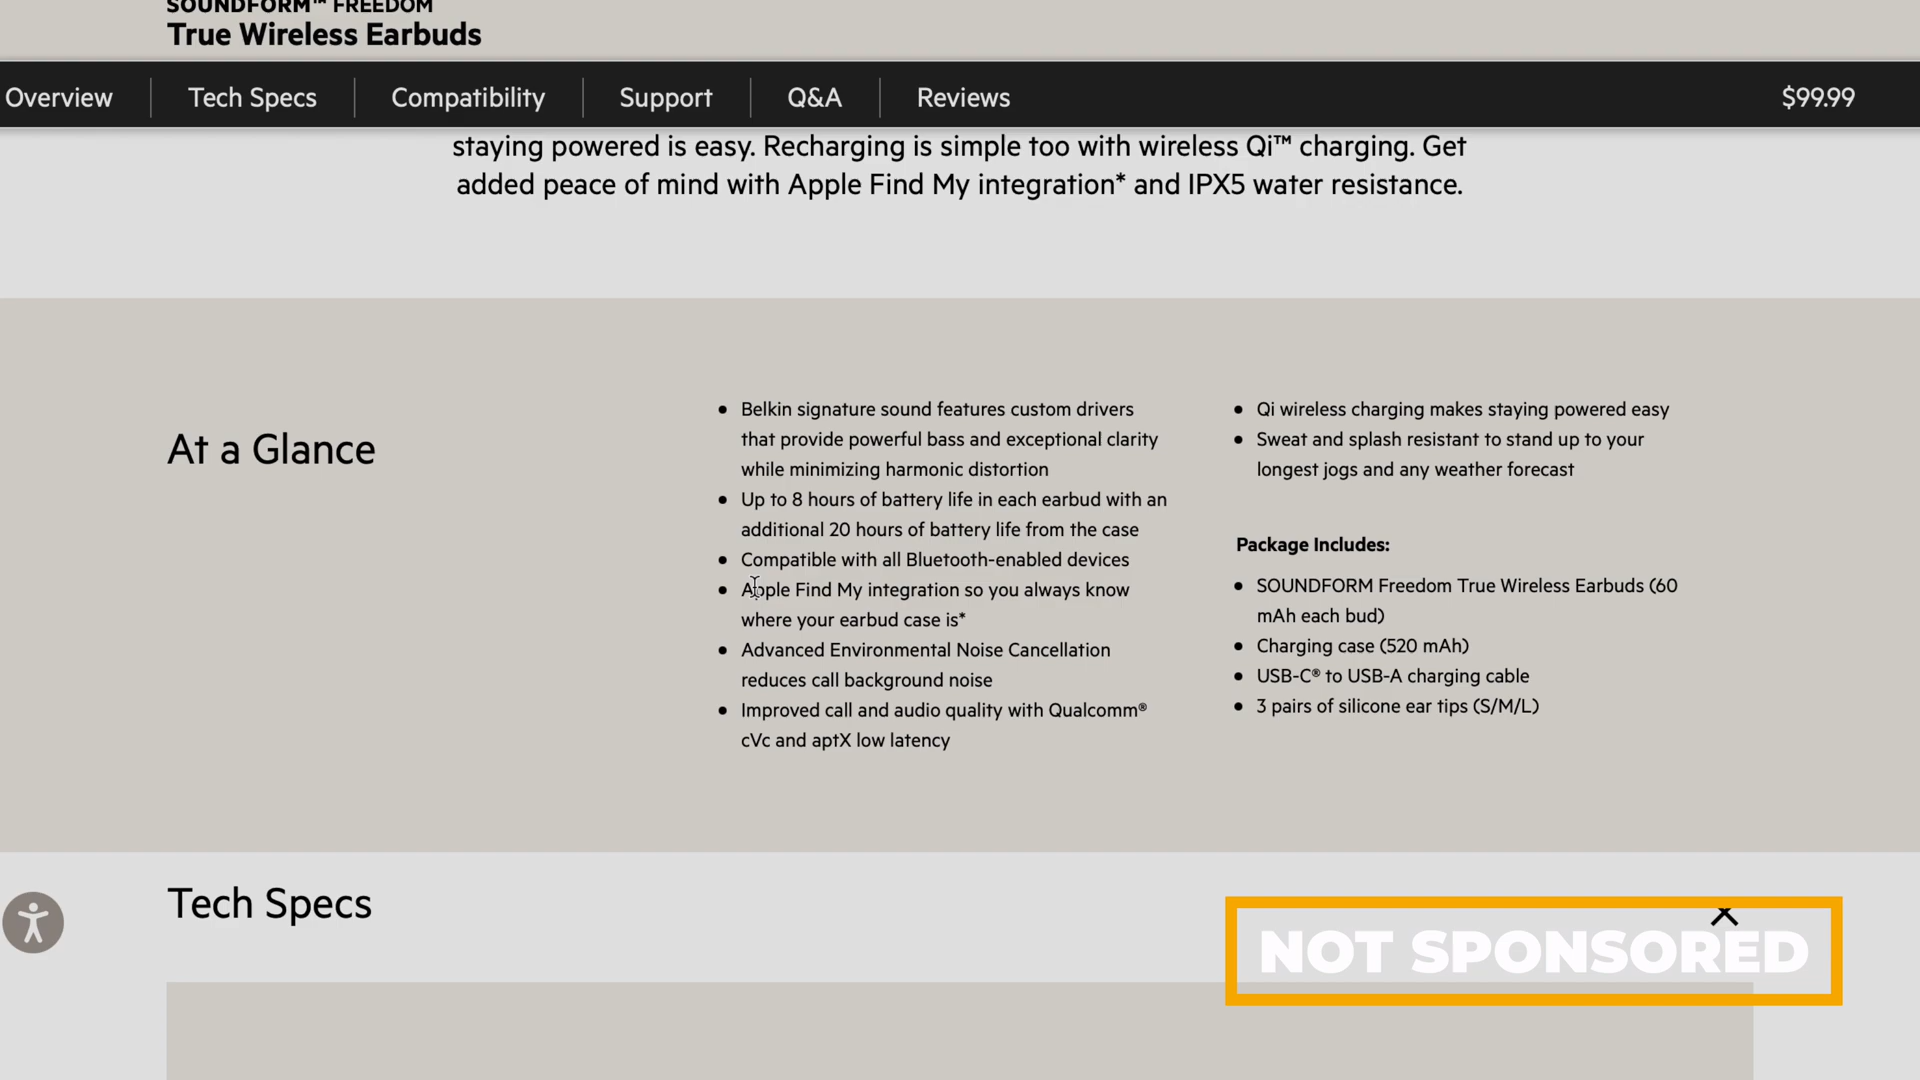 SOUNDFORM™ FREEDOM
True Wireless Earbuds
Overview
Tech Specs
Compatibility
Support
Q&A
Reviews
$99.99
staying powered is easy. Recharging is simple too with wireless Qi™ charging. Get
added peace of mind with Apple Find My integration* and IPX5 water resistance.
At a Glance
Belkin signature sound features custom drivers
that provide powerful bass and exceptional clarity
while minimizing harmonic distortion
Up to 8 hours of battery life in each earbud with an
additional 20 hours of battery life from the case
Compatible with all Bluetooth-enabled devices
Apple Find My integration so you always know
where your earbud case is*
Advanced Environmental Noise Cancellation
reduces call background noise
Improved call and audio quality with Qualcomm®
cVc and aptX low latency
Qi wireless charging makes staying powered easy
Sweat and splash resistant to stand up to your
longest jogs and any weather forecast
Package Includes:
SOUNDFORM Freedom True Wireless Earbuds (60
mAh each bud)
Charging case (520 mAh)
USB-C® to USB-A charging cable
3 pairs of silicone ear tips (S/M/L)
Tech Specs
NOT SPONSORED